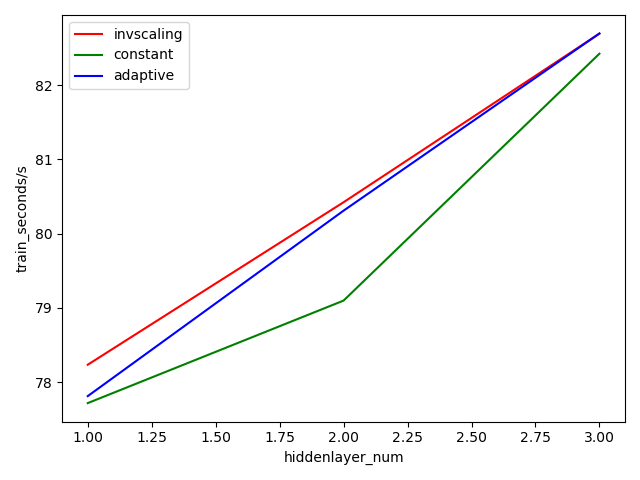 invscaling
constant
adaptive
82
81
80
79
78
train_seconds/s
1.00 1.25 1.50 1.75 2.00 2.25 2.50 2.75 3.00
hiddenlayer_num